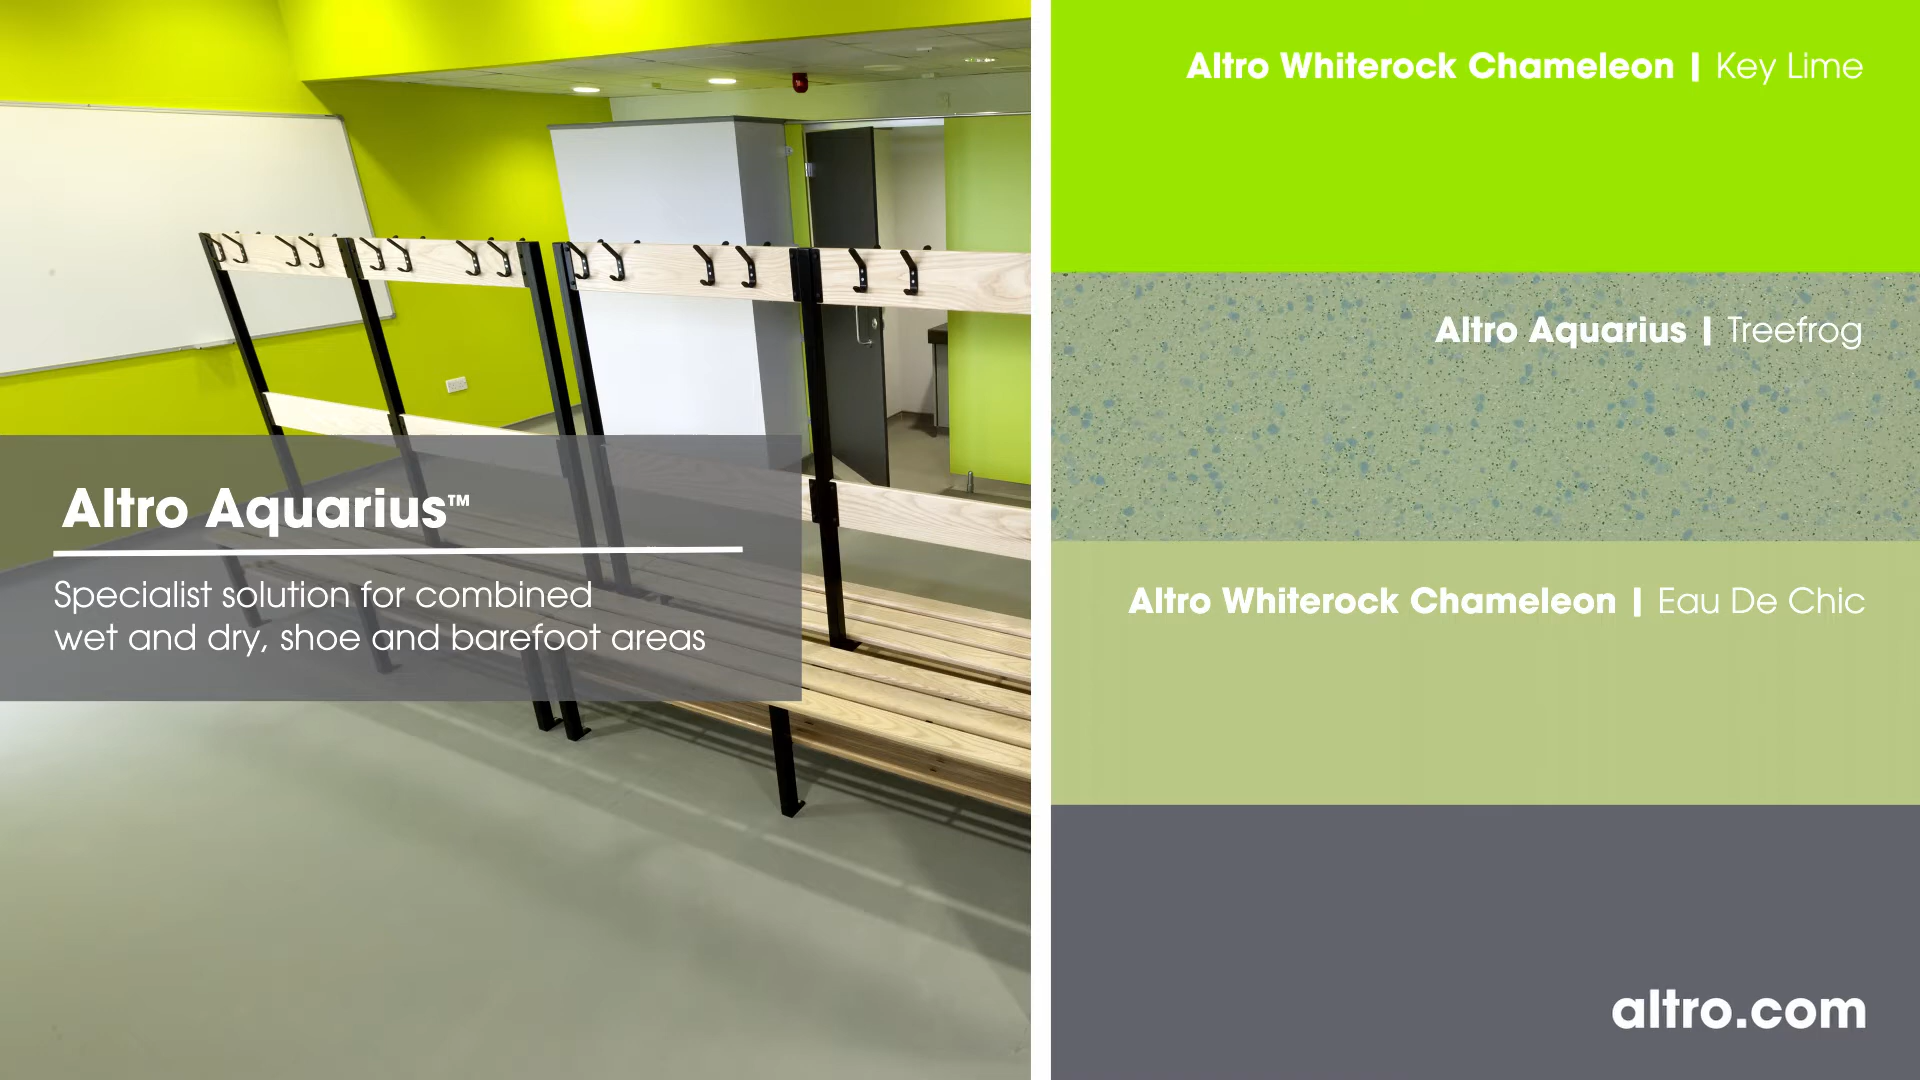 Altro Aquarius™
Specialist solution for combined
wet and dry, shoe and barefoot areas
Altro Whiterock Chameleon | Key Lime
Altro Aquarius | Treefrog
Altro Whiterock Chameleon | Eau De Chic
altro.com